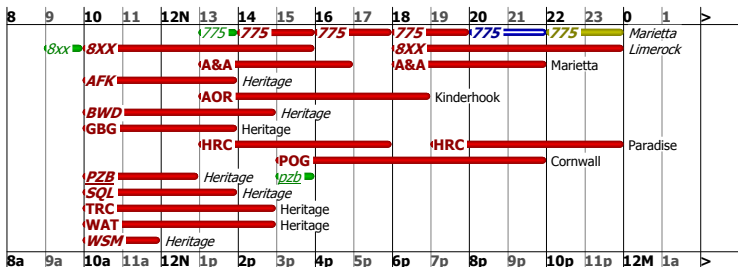 8 9 10 11 12N 13 14 15 16 17 18 19 20 21 22 23 0 1 >
775 775 775 775 775 775 Marietta
8xx 8XX 8XX Limerock
A&A A&A Marietta
AFK Heritage
AOR Kinderhook
BWD Heritage
GBG Heritage
HRC HRC Paradise
POG Cornwall
PZB Heritage pzb
SQL Heritage
TRC Heritage
WAT Heritage
WSM Heritage
8a 9a 10a 11a 12N 1p 2p 3p 4p 5p 6p 7p 8p 9p 10p 11p 12M 1a >